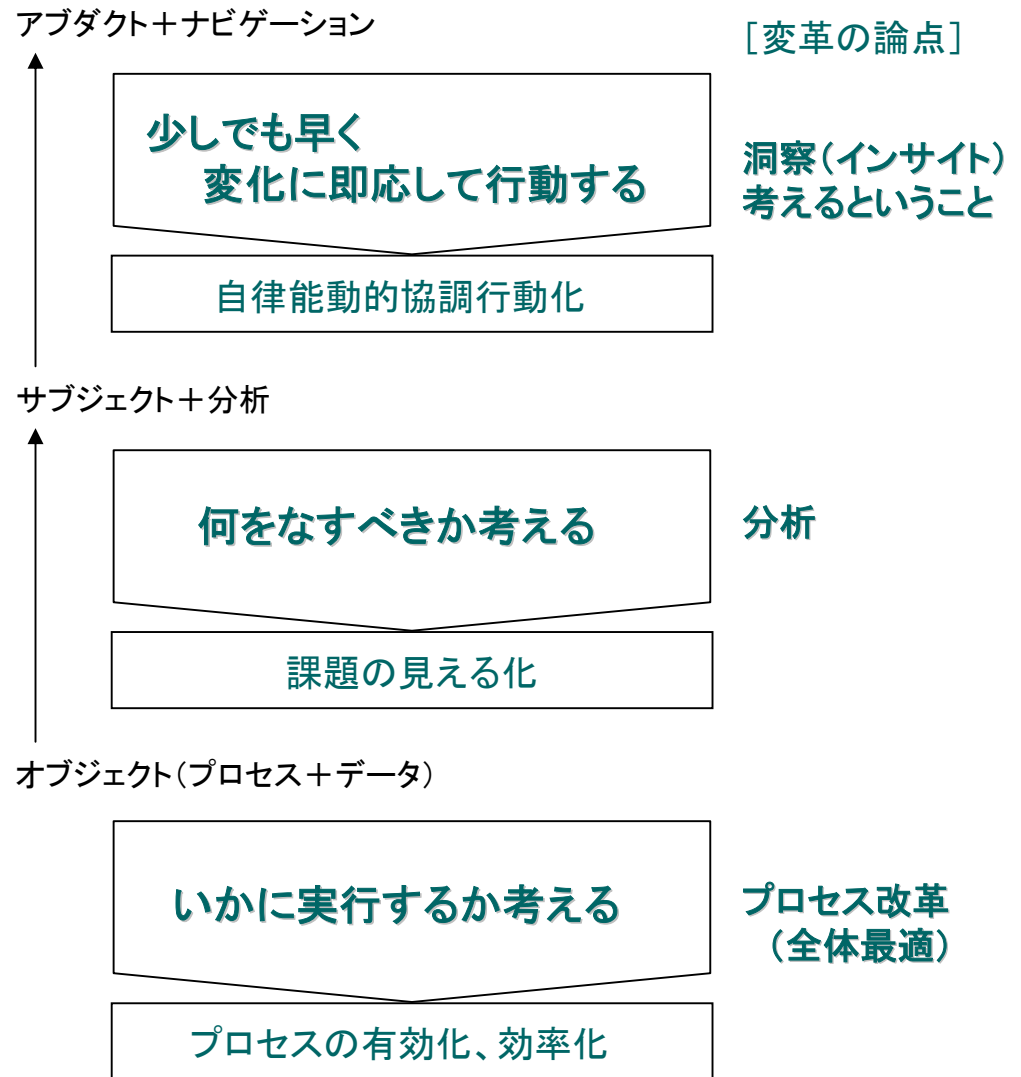 アブダクト＋ナビゲーション
［変革の論点］
少しでも早く
変化に即応して行動する
洞察（インサイト）
考えるということ
自律能動的協調行動化
サブジェクト＋分析
何をなすべきか考える
分析
課題の見える化
オブジェクト（プロセス＋データ）
いかに実行するか考える
プロセス改革
（全体最適）
プロセスの有効化、効率化